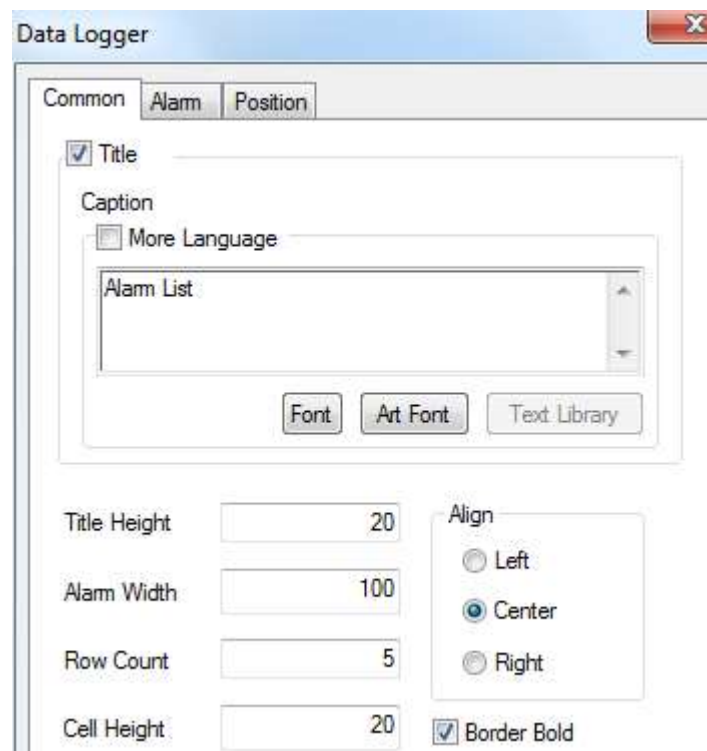 Data Logger
Common Alarm Position
Title
Caption
More Language
Alarm List
Font Art Font Text Library
Title Height 20
Align
Left
Alarm Width 100
Center
Row Count 5
Right
Cell Height 20
Border Bold